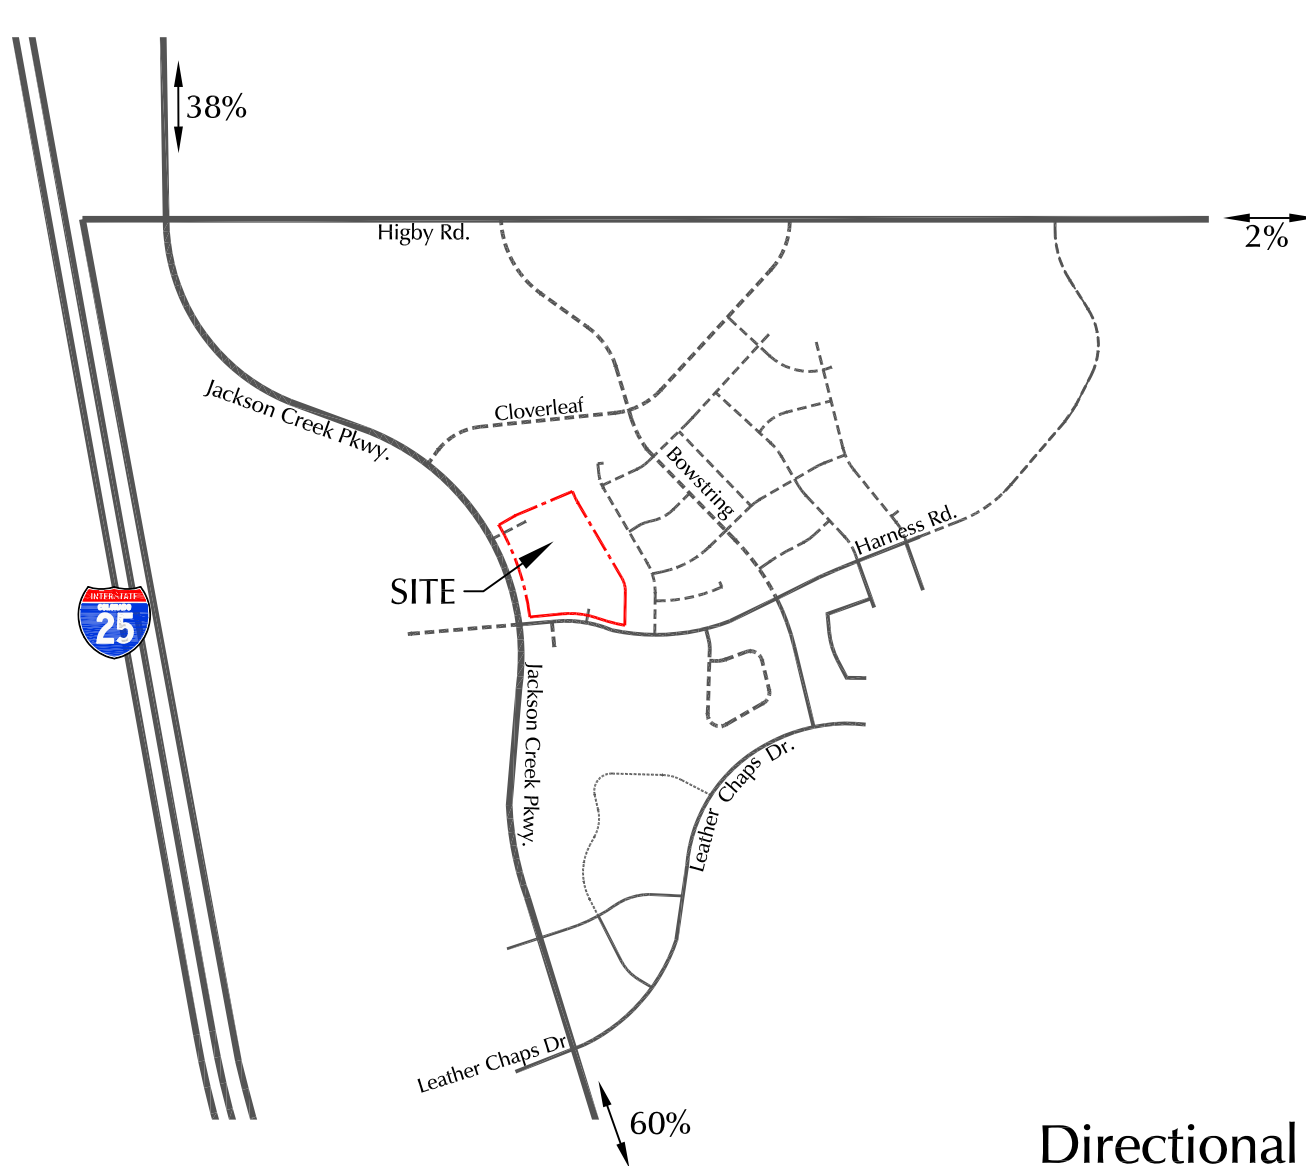 38%
Higby Rd.
2%
Jackson Creek Pkwy.
Cloverleaf
Bowstring
Harness Rd.
SITE
INTERSTATE
COLORADO
25
Jackson Creek Pkwy.
Leather Chaps Dr.
Leather Chaps Dr
60%
Directional